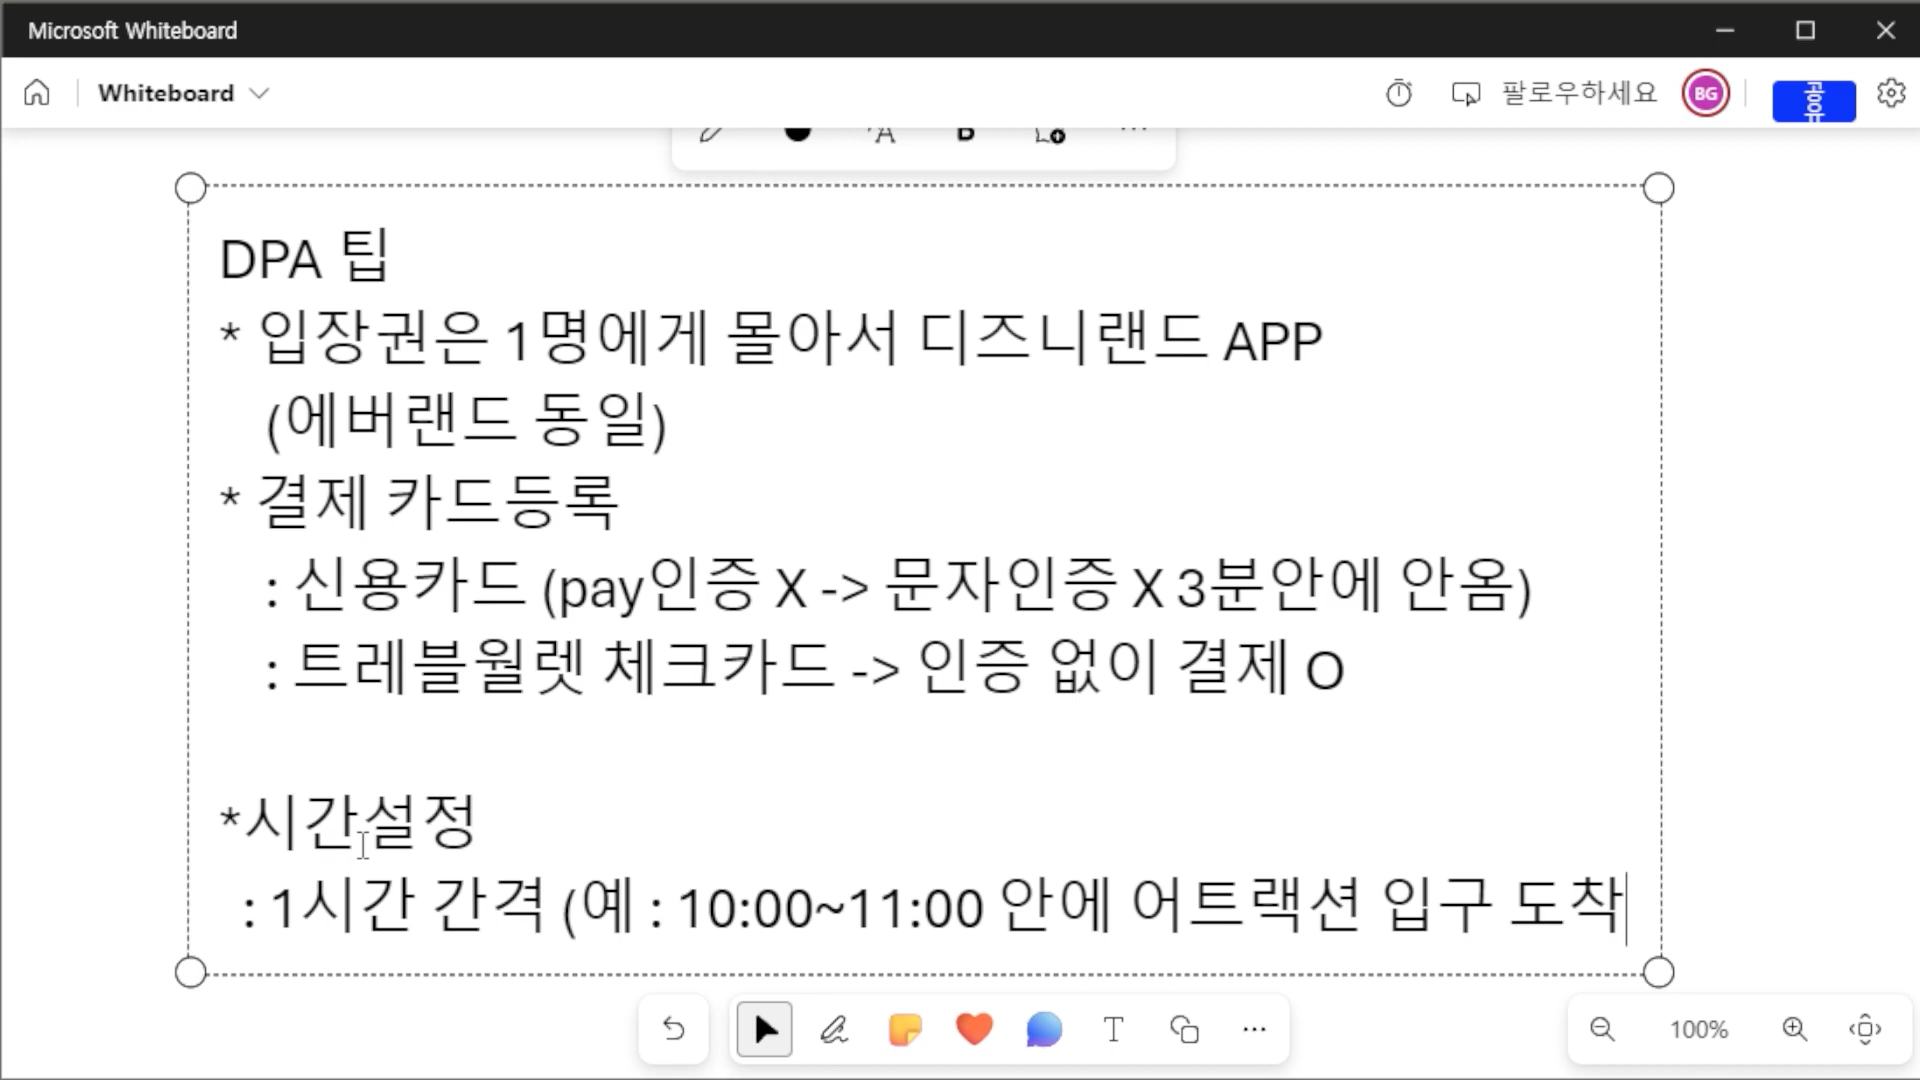 Microsoft Whiteboard
Whiteboard
팔로우하세요
BG
공유
DPA 팁
* 입장권은 1명에게 몰아서 디즈니랜드 APP
(에버랜드 동일)
* 결제 카드등록
: 신용카드 (pay인증 X -> 문자인증 X 3분안에 안옴)
: 트레블월렛 체크카드 -> 인증 없이 결제 O
*시간설정
: 1시간 간격 (예 : 10:00~11:00 안에 어트랙션 입구 도착
100%